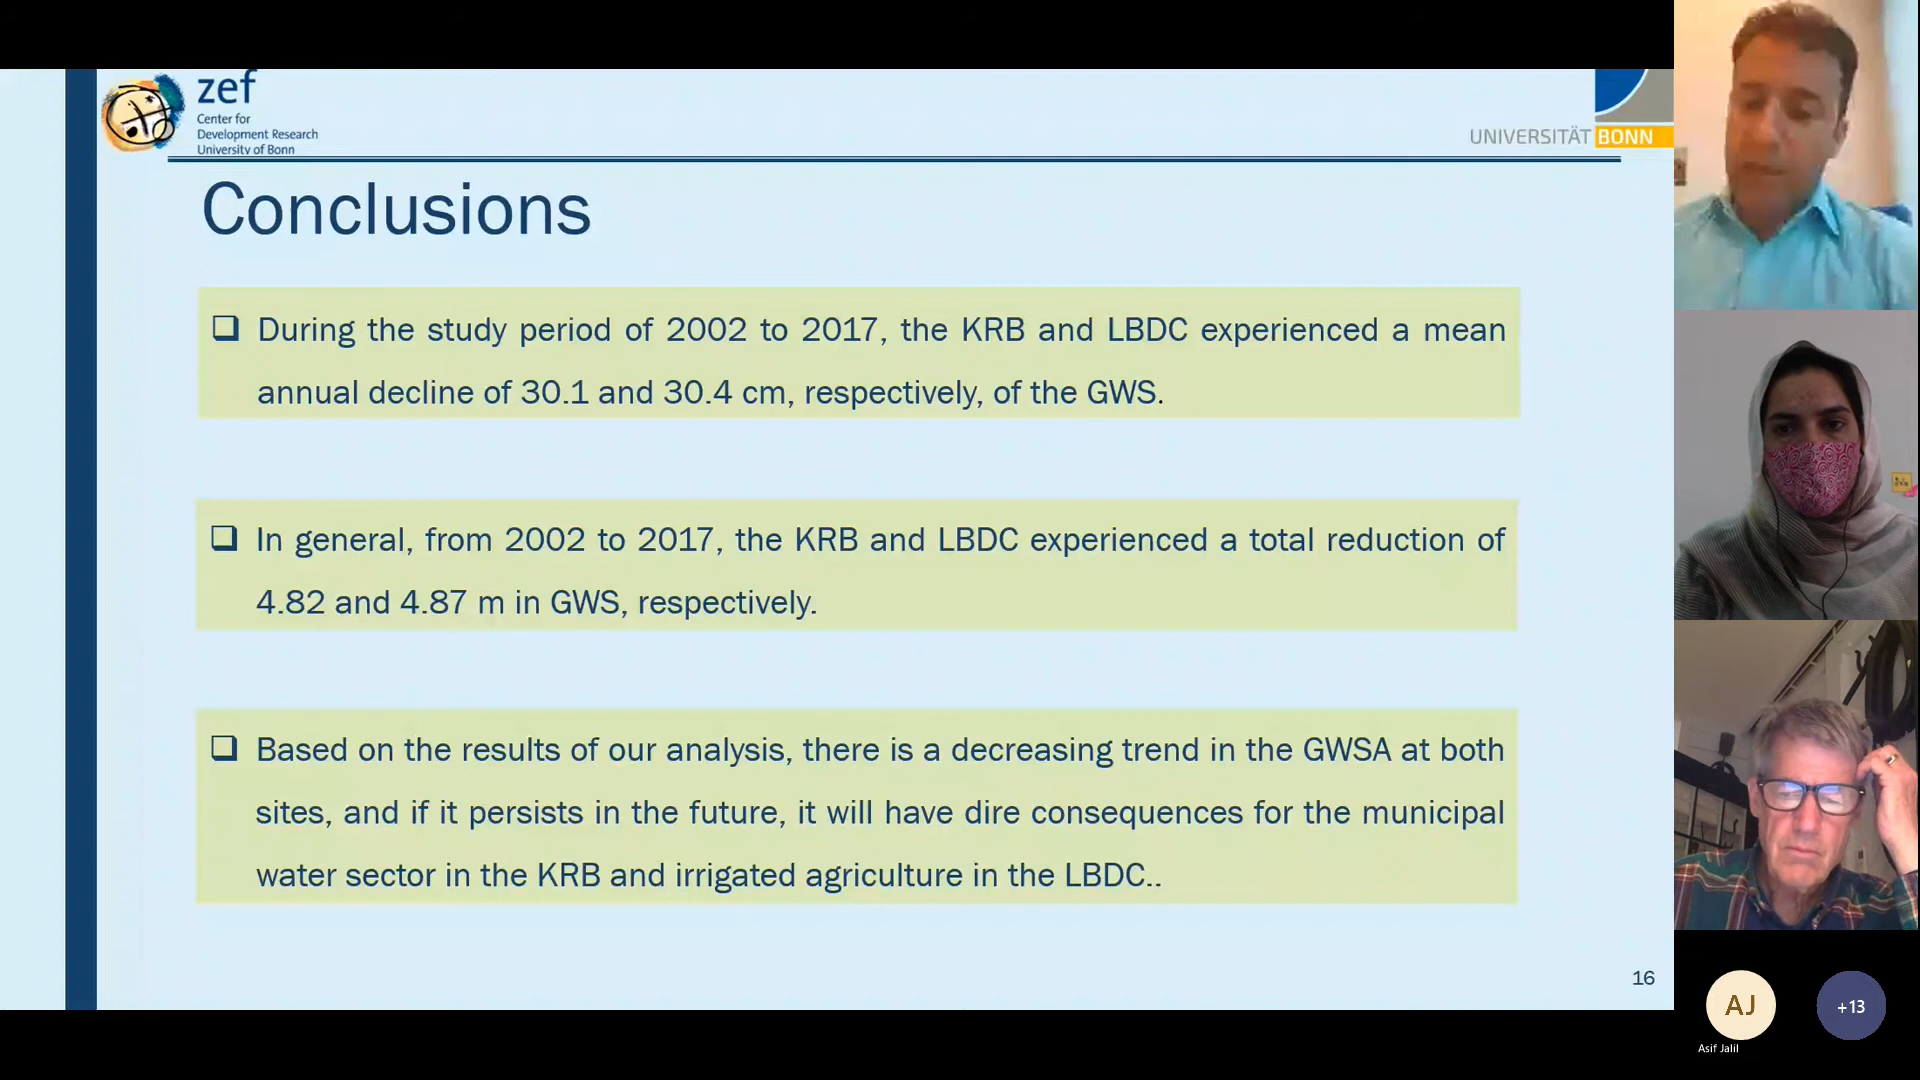 zef
Center for
Development Research
University of Bonn
UNIVERSITÄT BONN
Conclusions
During the study period of 2002 to 2017, the KRB and LBDC experienced a mean
annual decline of 30.1 and 30.4 cm, respectively, of the GWS.
In general, from 2002 to 2017, the KRB and LBDC experienced a total reduction of
4.82 and 4.87 m in GWS, respectively.
Based on the results of our analysis, there is a decreasing trend in the GWSA at both
sites, and if it persists in the future, it will have dire consequences for the municipal
water sector in the KRB and irrigated agriculture in the LBDC..
16
AJ
+13
Asif Jalil